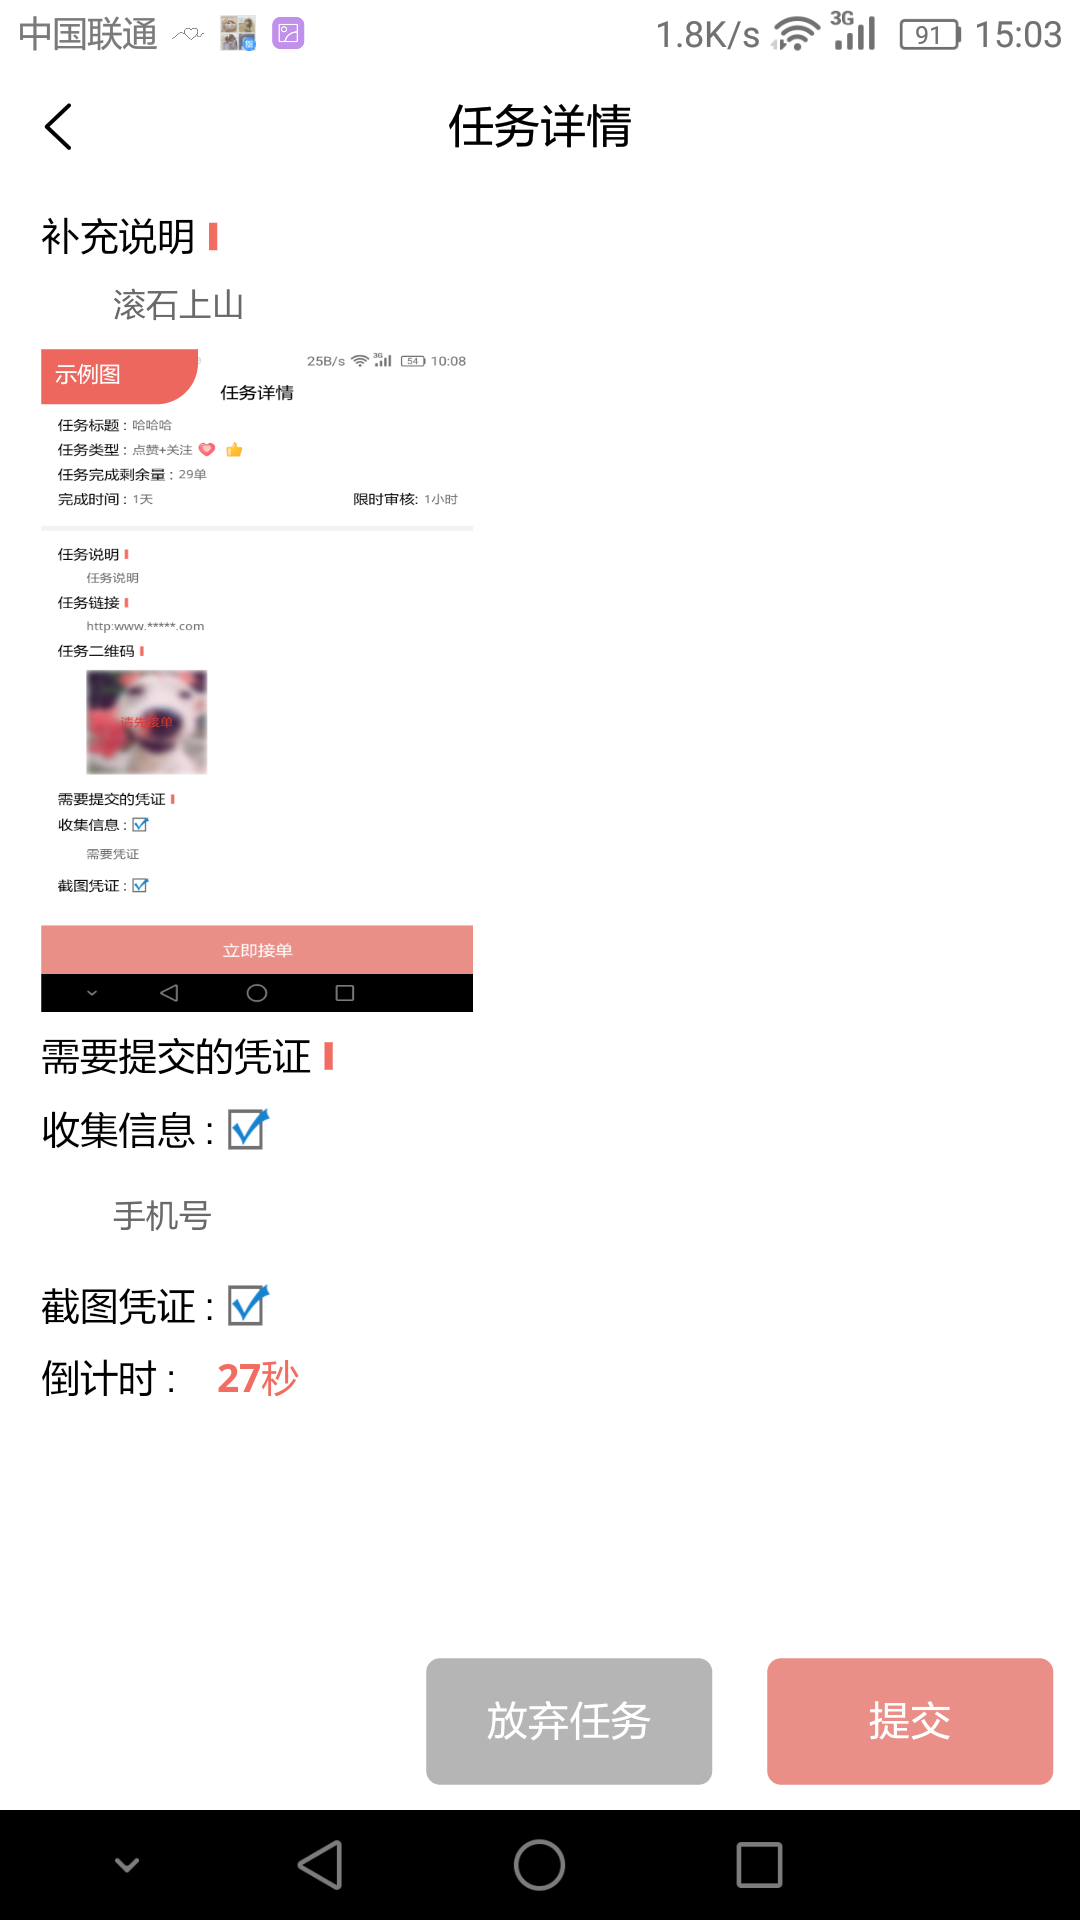 中国联通 1.8K/s 3G 91 15:03
任务详情
补充说明
滚石上山
示例图 25B/s 3G 54 10:08
任务详情
任务标题 : 哈哈哈
任务类型 : 点赞+关注
任务完成剩余量 : 29单
完成时间 : 1天 限时审核: 1小时
任务说明
任务说明
任务链接
http:www.*****.com
任务二维码
请先接单
需要提交的凭证
收集信息 :
需要凭证
截图凭证 :
立即接单
需要提交的凭证
收集信息 :
手机号
截图凭证 :
倒计时 : 27秒
放弃任务 提交